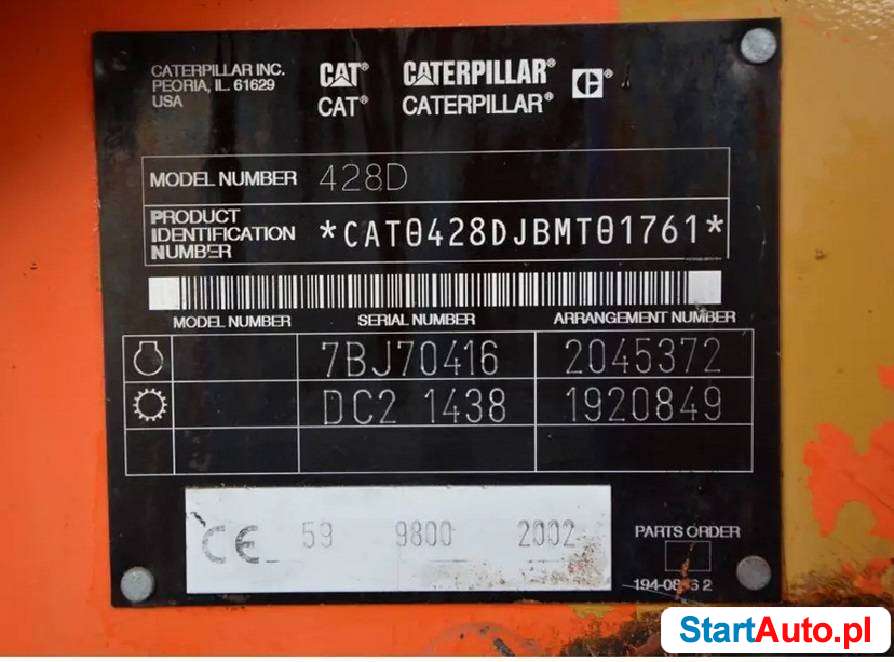 CATERPILLAR INC.
PEORIA, IL. 61629
USA
CAT® CATERPILLAR® C®
CAT® CATERPILLAR®
MODEL NUMBER 428D
PRODUCT
IDENTIFICATION
NUMBER
*CAT0428DJBMT01761*
MODEL NUMBER SERIAL NUMBER ARRANGEMENT NUMBER
7BJ70416 2045372
DC2 1438 1920849
CE 59 9800 2002
PARTS ORDER
StartAuto.pl